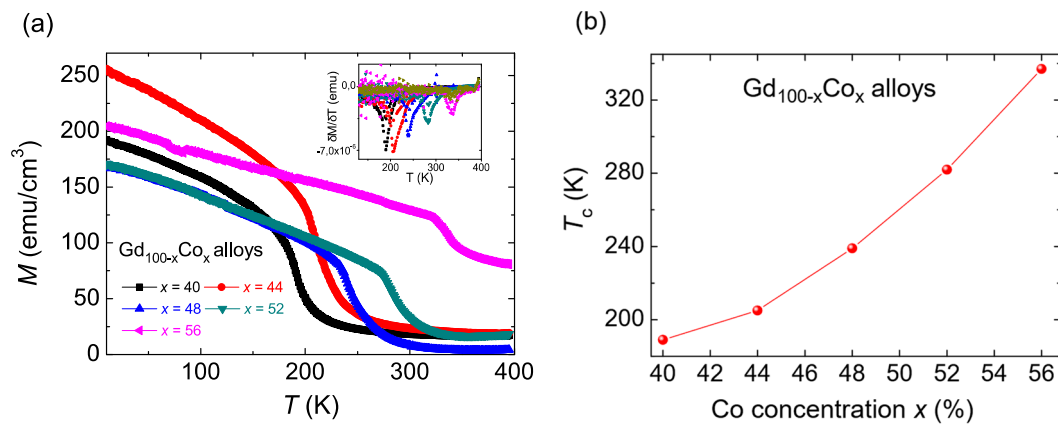 (a)
(b)
250
200
150
100
50
0
M (emu/cm³)
0
100
200
300
400
T (K)
Gd₁₀₀₋ₓCoₓ alloys
x = 40
x = 44
x = 48
x = 52
x = 56
0,0
-7,0x10⁻⁶
δM/δT (emu)
200
300
400
T (K)
Gd₁₀₀₋ₓCoₓ alloys
320
280
240
200
T_c (K)
40 42 44 46 48 50 52 54 56
Co concentration x (%)